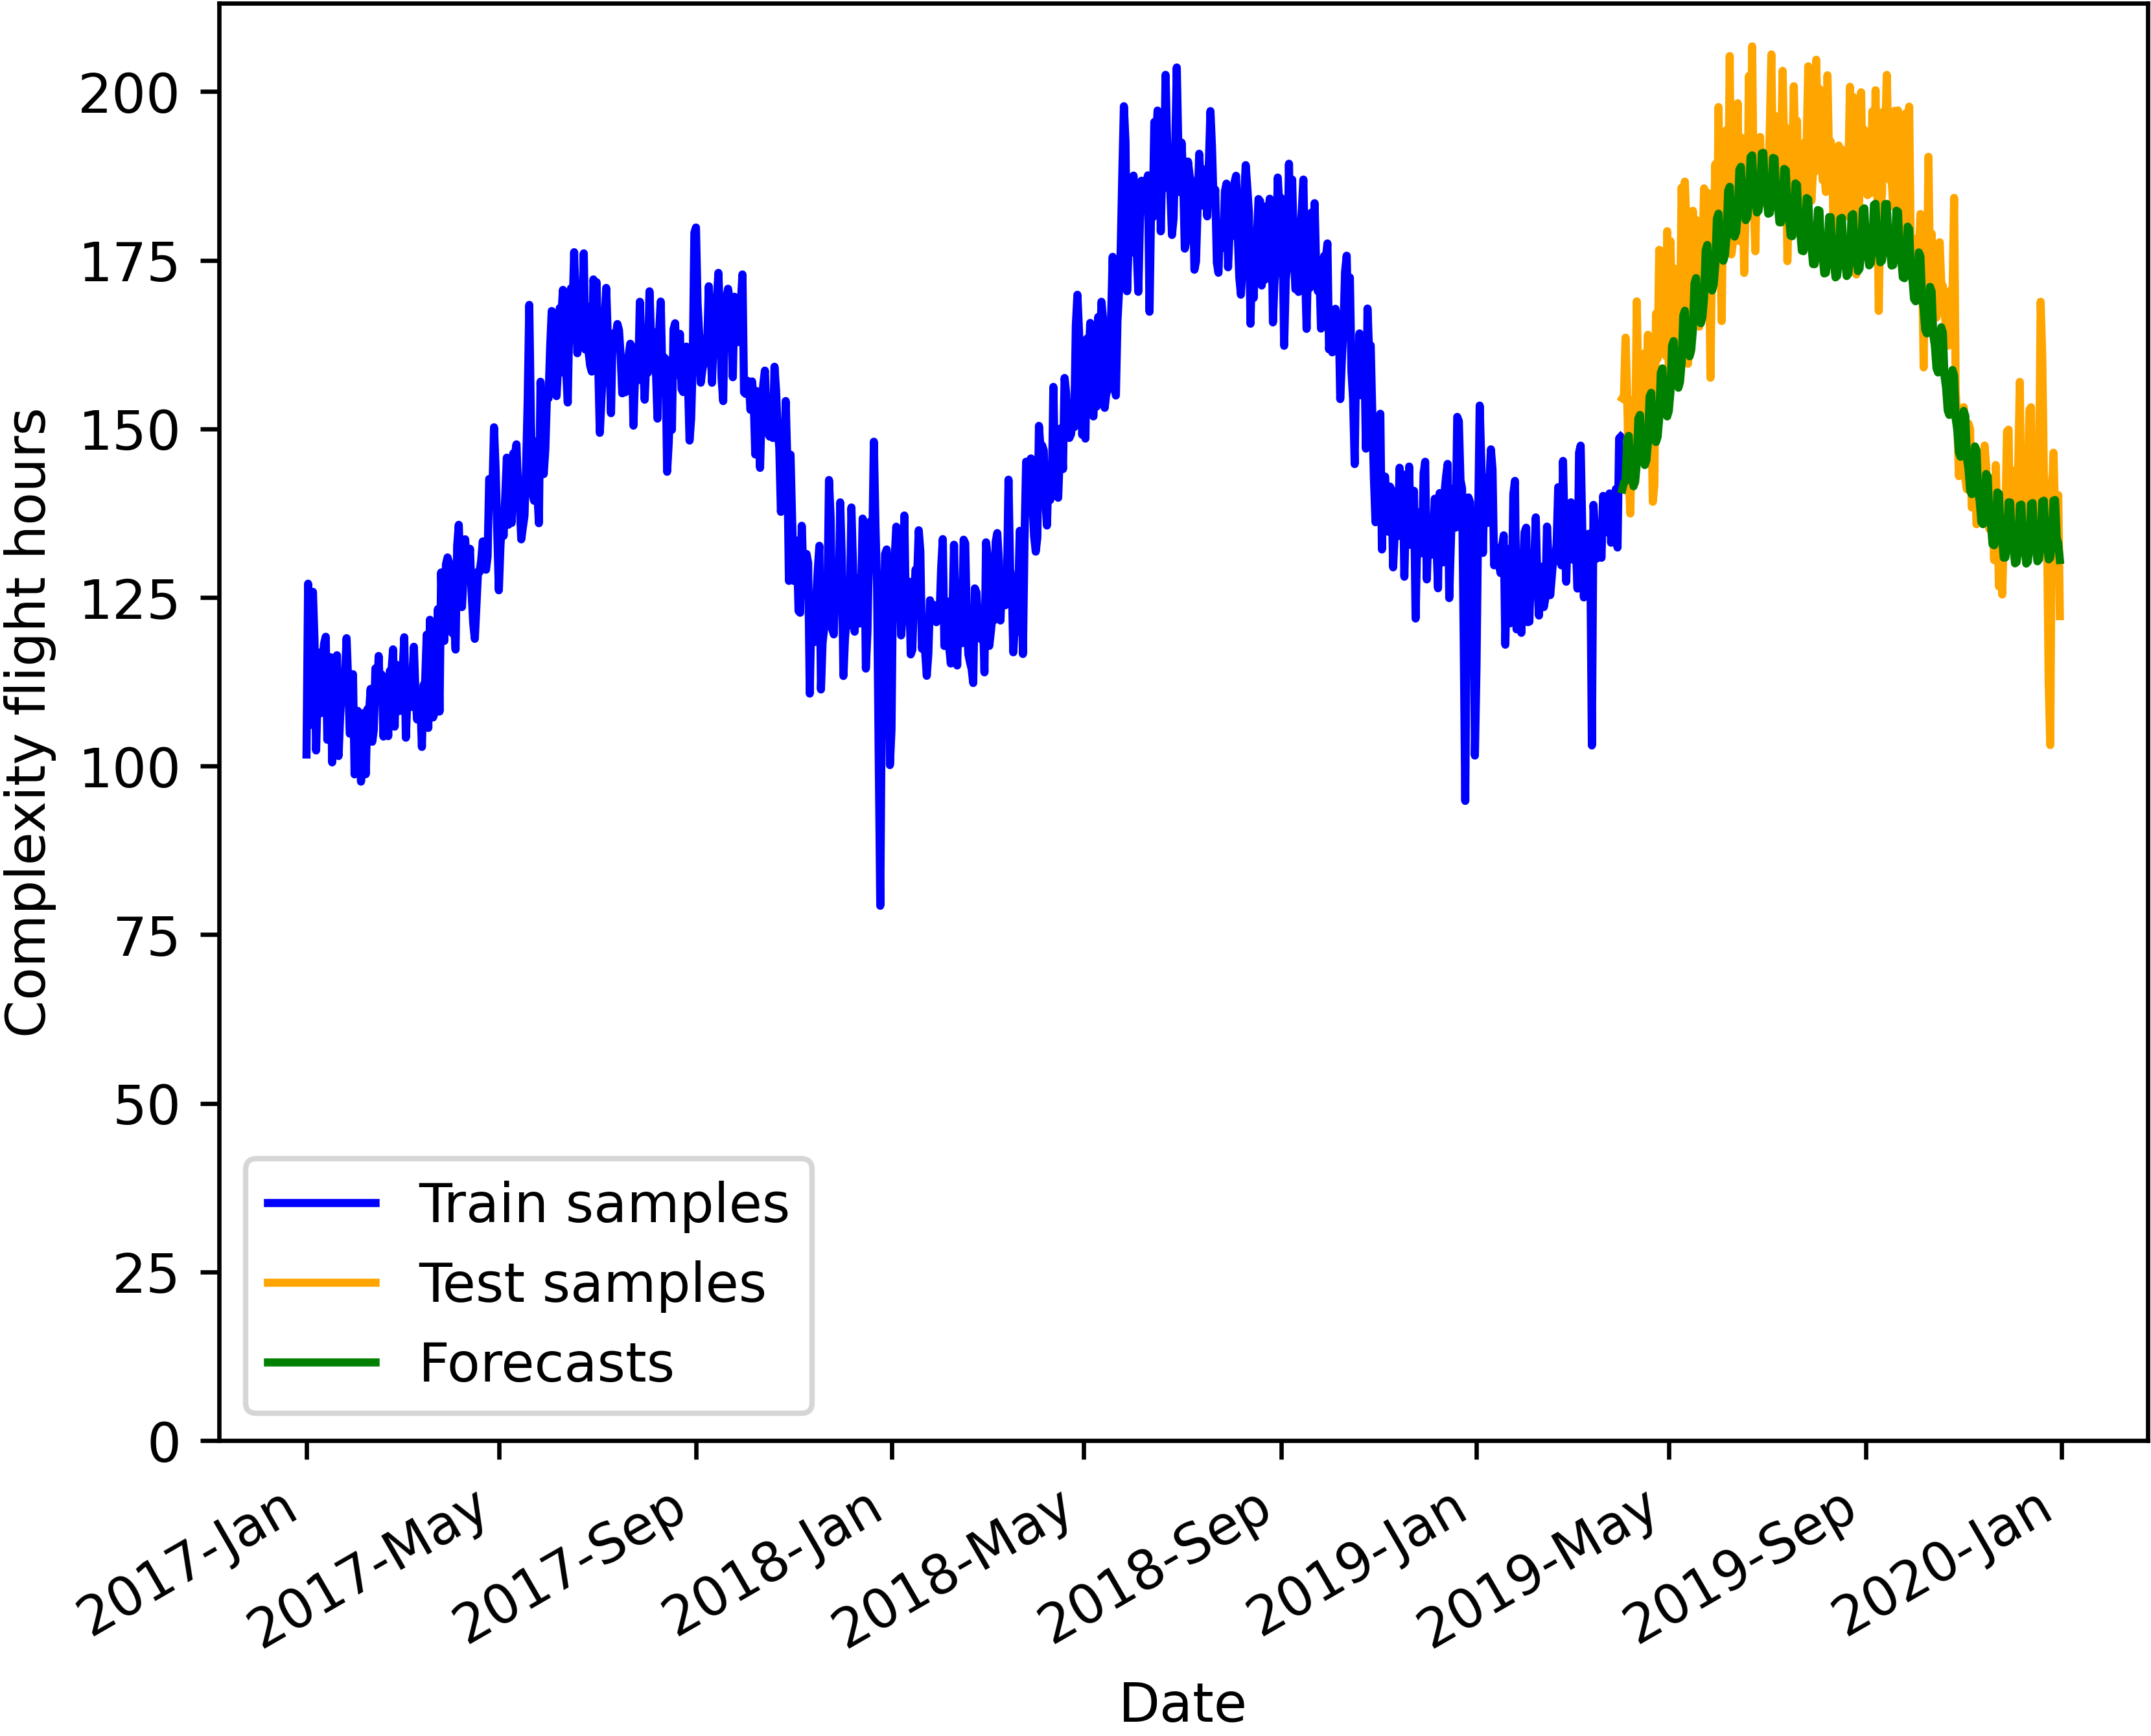 Complexity flight hours
200
175
150
125
100
75
50
25
0
Train samples
Test samples
Forecasts
2017-Jan
2017-May
2017-Sep
2018-Jan
2018-May
2018-Sep
2019-Jan
2019-May
2019-Sep
2020-Jan
Date